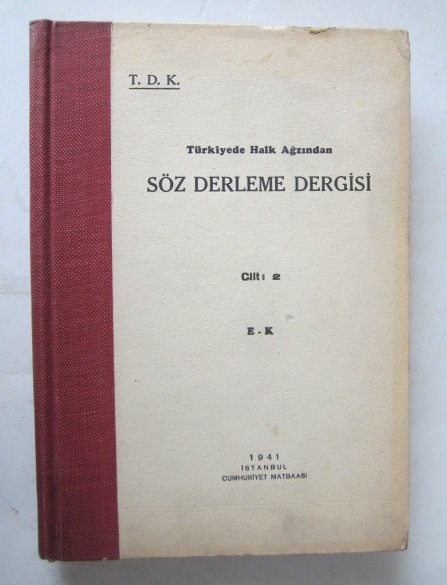 T. D. K.
Türkiyede Halk Ağzından
SÖZ DERLEME DERGİSİ
Cilt: 2
E - K
1941
İSTANBUL
CUMHURİYET MATBAASI